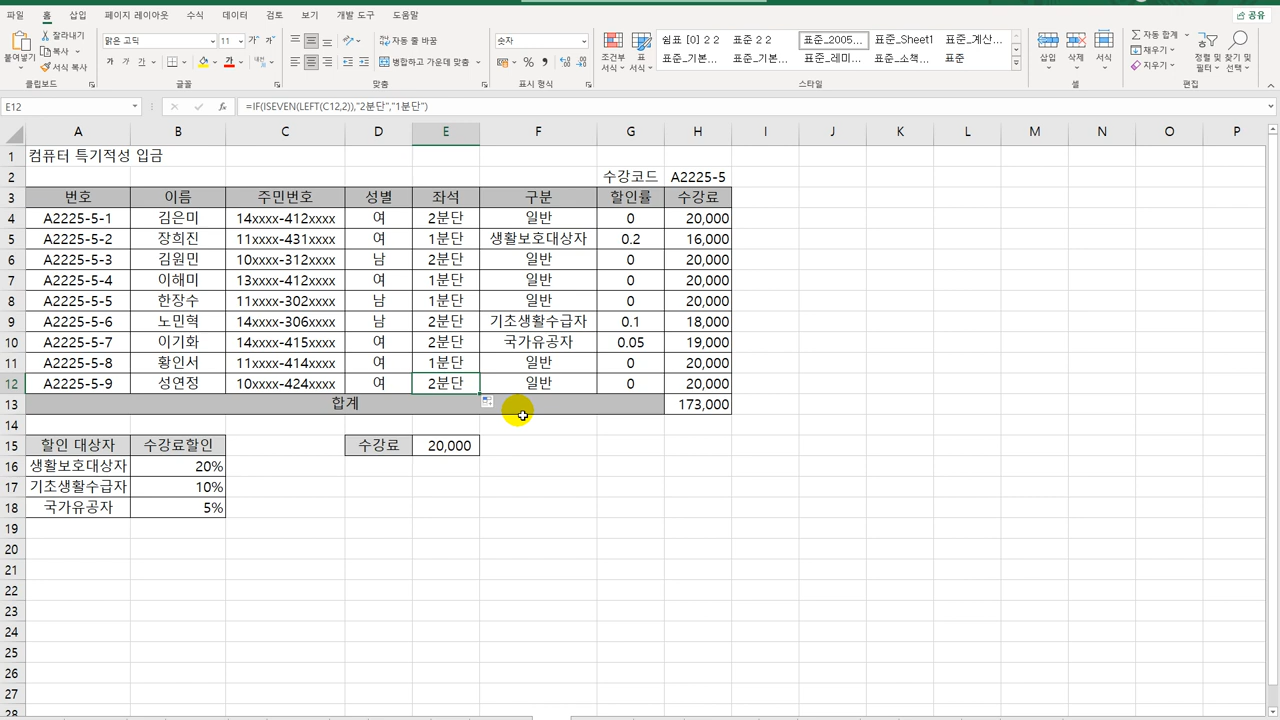 파일 홈 삽입 페이지 레이아웃 수식 데이터 검토 보기 개발 도구 도움말 공유
붙여넣기 잘라내기 복사 서식 복사 클립보드
맑은 고딕 11 가 가 가 글꼴
자동 줄 바꿈 병합하고 가운데 맞춤 맞춤
숫자 % 표시 형식
조건부 서식 표 서식
쉼표 [0] 2 2 표준 2 2 표준_2005... 표준_Sheet1 표준_계산...
표준_기본... 표준_기본... 표준_레미... 표준_소책... 표준
스타일
삽입 삭제 서식 셀
자동 합계 채우기 지우기 정렬 및 필터 찾기 및 선택 편집
E12 fx =IF(ISEVEN(LEFT(C12,2)),"2분단","1분단")
A B C D E F G H I J K L M N O P
1 컴퓨터 특기적성 입금
2 수강코드 A2225-5
3 번호 이름 주민번호 성별 좌석 구분 할인률 수강료
4 A2225-5-1 김은미 14xxxx-412xxxx 여 2분단 일반 0 20,000
5 A2225-5-2 장희진 11xxxx-431xxxx 여 1분단 생활보호대상자 0.2 16,000
6 A2225-5-3 김원민 10xxxx-312xxxx 남 2분단 일반 0 20,000
7 A2225-5-4 이해미 13xxxx-412xxxx 여 1분단 일반 0 20,000
8 A2225-5-5 한장수 11xxxx-302xxxx 남 1분단 일반 0 20,000
9 A2225-5-6 노민혁 14xxxx-306xxxx 남 2분단 기초생활수급자 0.1 18,000
10 A2225-5-7 이기화 14xxxx-415xxxx 여 2분단 국가유공자 0.05 19,000
11 A2225-5-8 황인서 11xxxx-414xxxx 여 1분단 일반 0 20,000
12 A2225-5-9 성연정 10xxxx-424xxxx 여 2분단 일반 0 20,000
13 합계 173,000
14
15 할인 대상자 수강료할인 수강료 20,000
16 생활보호대상자 20%
17 기초생활수급자 10%
18 국가유공자 5%
19
20
21
22
23
24
25
26
27
28